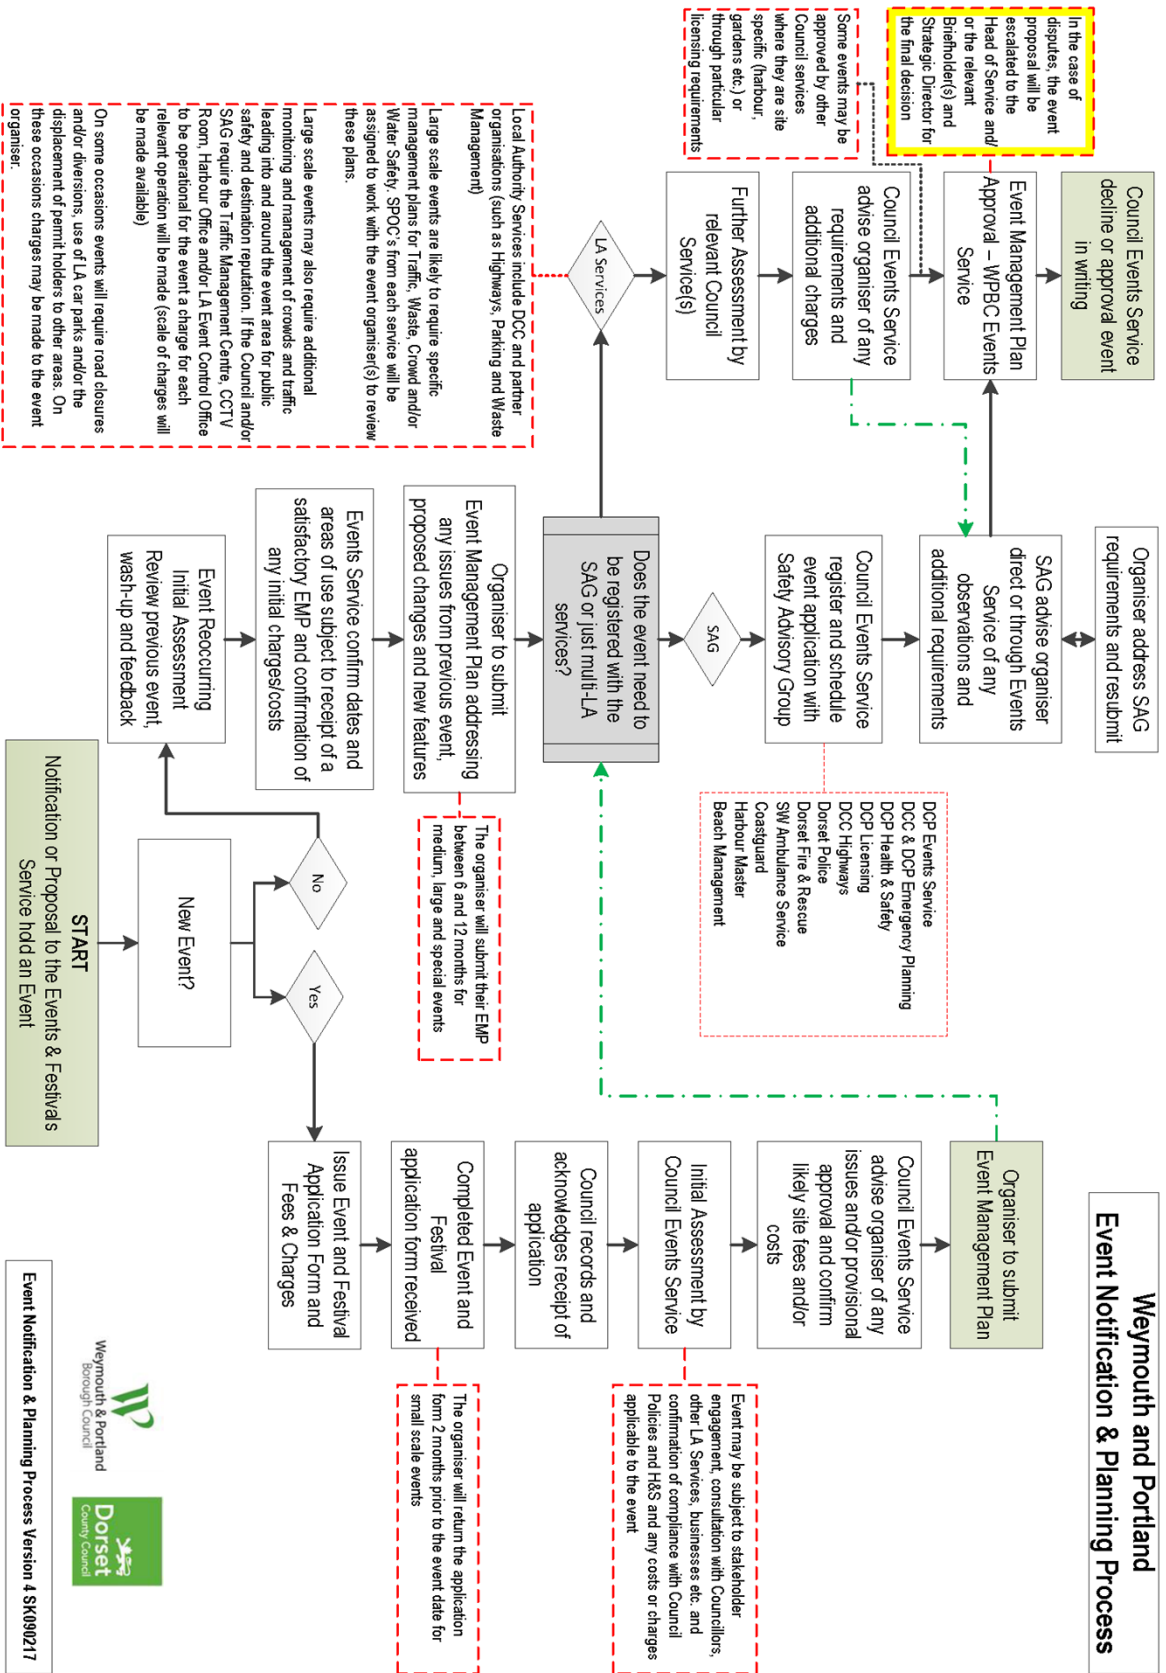 Weymouth and Portland
Event Notification & Planning Process
START
Notification or Proposal to the Events & Festivals
Service hold an Event
New Event?
No
Yes
Event Reoccurring
Initial Assessment
Review previous event,
wash-up and feedback
Events Service confirm dates and
areas of use subject to receipt of a
satisfactory EMP and confirmation of
any initial charges/costs
Organiser to submit
Event Management Plan addressing
any issues from previous event,
proposed changes and new features
The organiser will submit their EMP
between 6 and 12 months for
medium, large and special events
Issue Event and Festival
Application Form and
Fees & Charges
Completed Event and
Festival
application form received
The organiser will return the application
form 2 months prior to the event date for
small scale events
Council records and
acknowledges receipt of
application
Initial Assessment by
Council Events Service
Event may be subject to stakeholder
engagement, consultation with Councillors,
other LA Services, businesses etc. and
confirmation of compliance with Council
Policies and H&S and any costs or charges
applicable to the event
Council Events Service
advise organiser of any
issues and/or provisional
approval and confirm
likely site fees and/or
costs
Organiser to submit
Event Management Plan
Does the event need to
be registered with the
SAG or just multi-LA
services?
SAG
Council Events Service
register and schedule
event application with
Safety Advisory Group
DCP Events Service
DCC & DCP Emergency Planning
DCP Health & Safety
DCP Licensing
DCC Highways
Dorset Police
Dorset Fire & Rescue
SW Ambulance Service
Coastguard
Harbour Master
Beach Management
SAG advise organiser
direct or through Events
Service of any
observations and
additional requirements
Organiser address SAG
requirements and resubmit
LA Services
Local Authority Services include DCC and partner
organisations (such as Highways, Parking and Waste
Management)
Large scale events are likely to require specific
management plans for Traffic, Waste, Crowd and/or
Water Safety. SPOC's from each service will be
assigned to work with the event organiser(s) to review
these plans.
Large scale events may also require additional
monitoring and management of crowds and traffic
leading into and around the event area for public
safety and destination reputation. If the Council and/or
SAG require the Traffic Management Centre, CCTV
Room, Harbour Office and/or LA Event Control Office
to be operational for the event a charge for each
relevant operation will be made (scale of charges will
be made available)
On some occasions events will require road closures
and/or diversions, use of LA car parks and/or the
displacement of permit holders to other areas. On
these occasions charges may be made to the event
organiser.
Further Assessment by
relevant Council
Service(s)
Council Events Service
advise organiser of any
requirements and
additional charges
Some events may be
approved by other
Council services
where they are site
specific (harbour,
gardens etc.) or
through particular
licensing requirements
Event Management Plan
Approval – WPBC Events
Service
In the case of
disputes, the event
proposal will be
escalated to the
Head of Service and/
or the relevant
Briefholder(s) and
Strategic Director for
the final decision
Council Events Service
decline or approval event
in writing
Weymouth & Portland
Borough Council
Dorset
County Council
Event Notification & Planning Process Version 4 SK090217